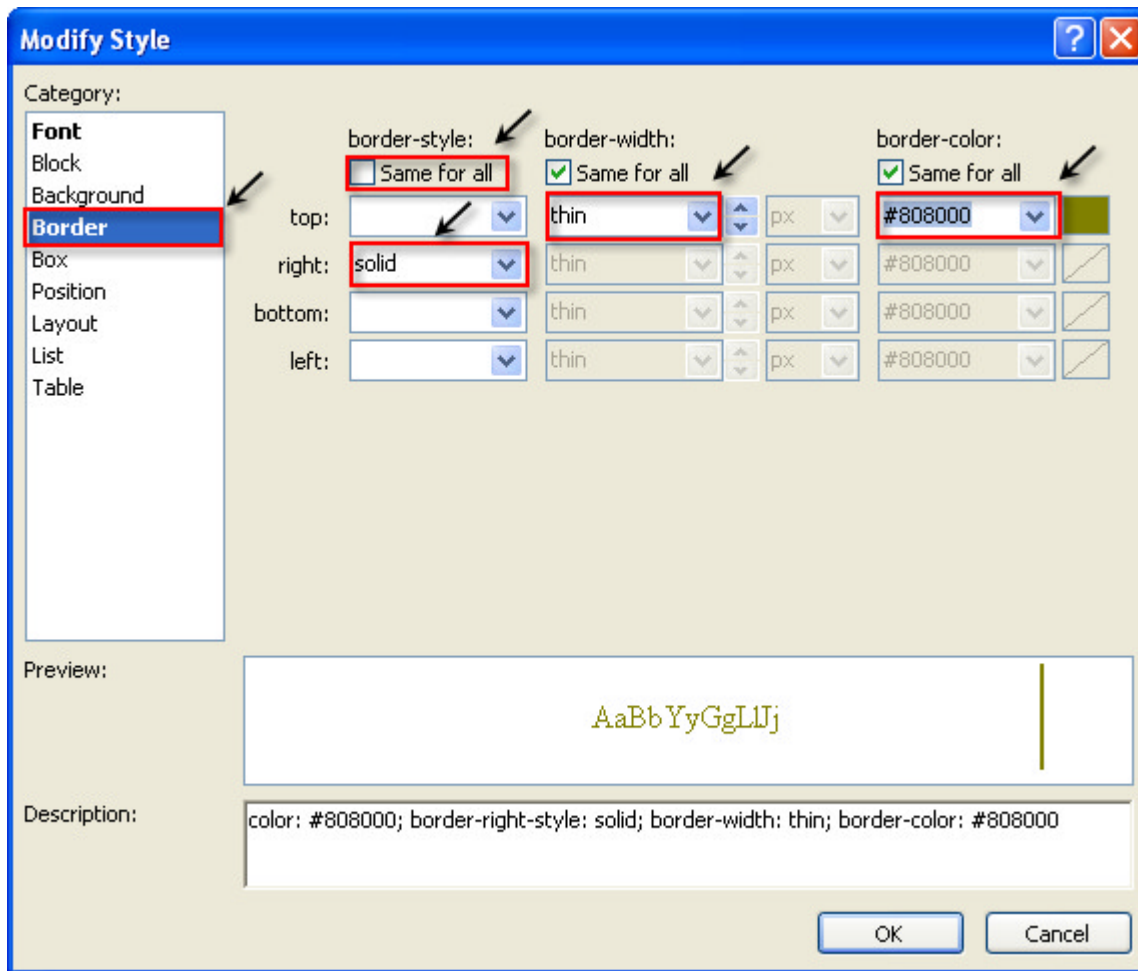 Modify Style
Category:
Font
Block
Background
Border
Box
Position
Layout
List
Table
border-style: border-width: border-color:
Same for all Same for all Same for all
top: thin px #808000
right: solid thin px #808000
bottom: thin px #808000
left: thin px #808000
Preview:
AaBbYyGgLlJj
Description:
color: #808000; border-right-style: solid; border-width: thin; border-color: #808000
OK Cancel